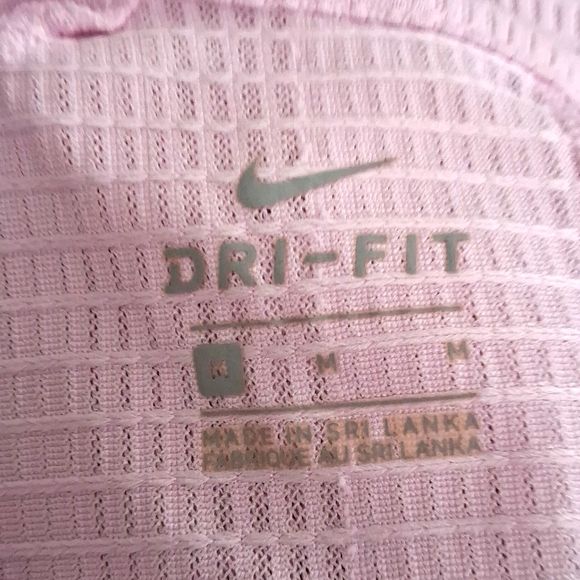 DRI-FIT
M M M
MADE IN SRI LANKA
FABRIQUE AU SRI LANKA